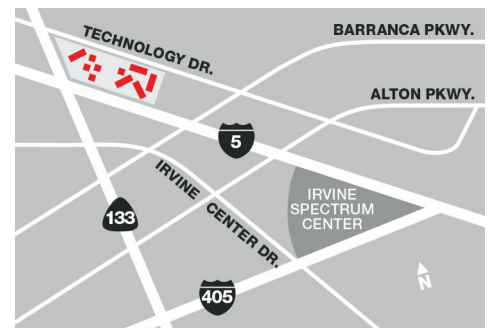 TECHNOLOGY DR.
BARRANCA PKWY.
ALTON PKWY.
5
IRVINE CENTER DR.
IRVINE
SPECTRUM
CENTER
133
405
N